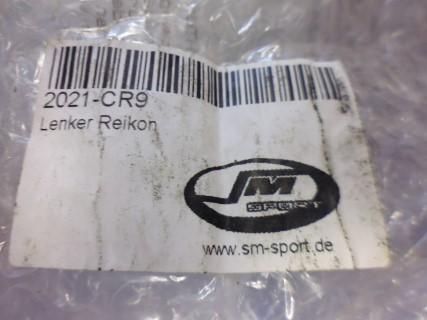 2021-CR9
Lenker Reikon
SM
SPORT
www.sm-sport.de